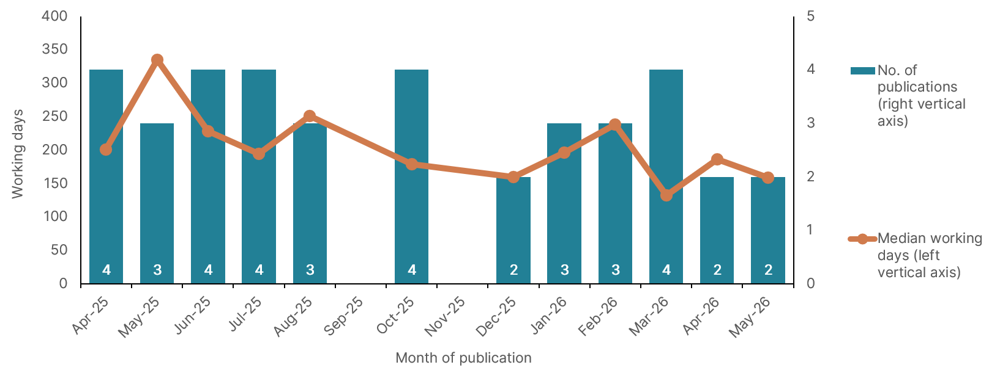 400
350
300
250
200
150
100
50
0
Working days
5
4
3
2
1
0
4
3
4
4
3
4
2
3
3
4
2
2
Apr-25
May-25
Jun-25
Jul-25
Aug-25
Sep-25
Oct-25
Nov-25
Dec-25
Jan-26
Feb-26
Mar-26
Apr-26
May-26
Month of publication
No. of
publications
(right vertical
axis)
Median working
days (left
vertical axis)